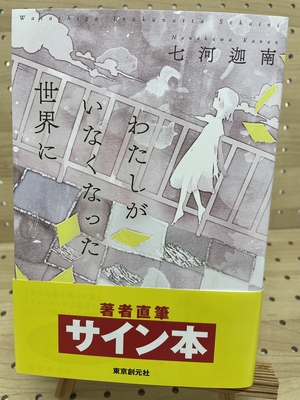 Watashiga Inakunatta Sekaini
Nanakawa Kanan
七河迦南
わたしが
いなくなった
世界に
著者直筆
サイン本
東京創元社